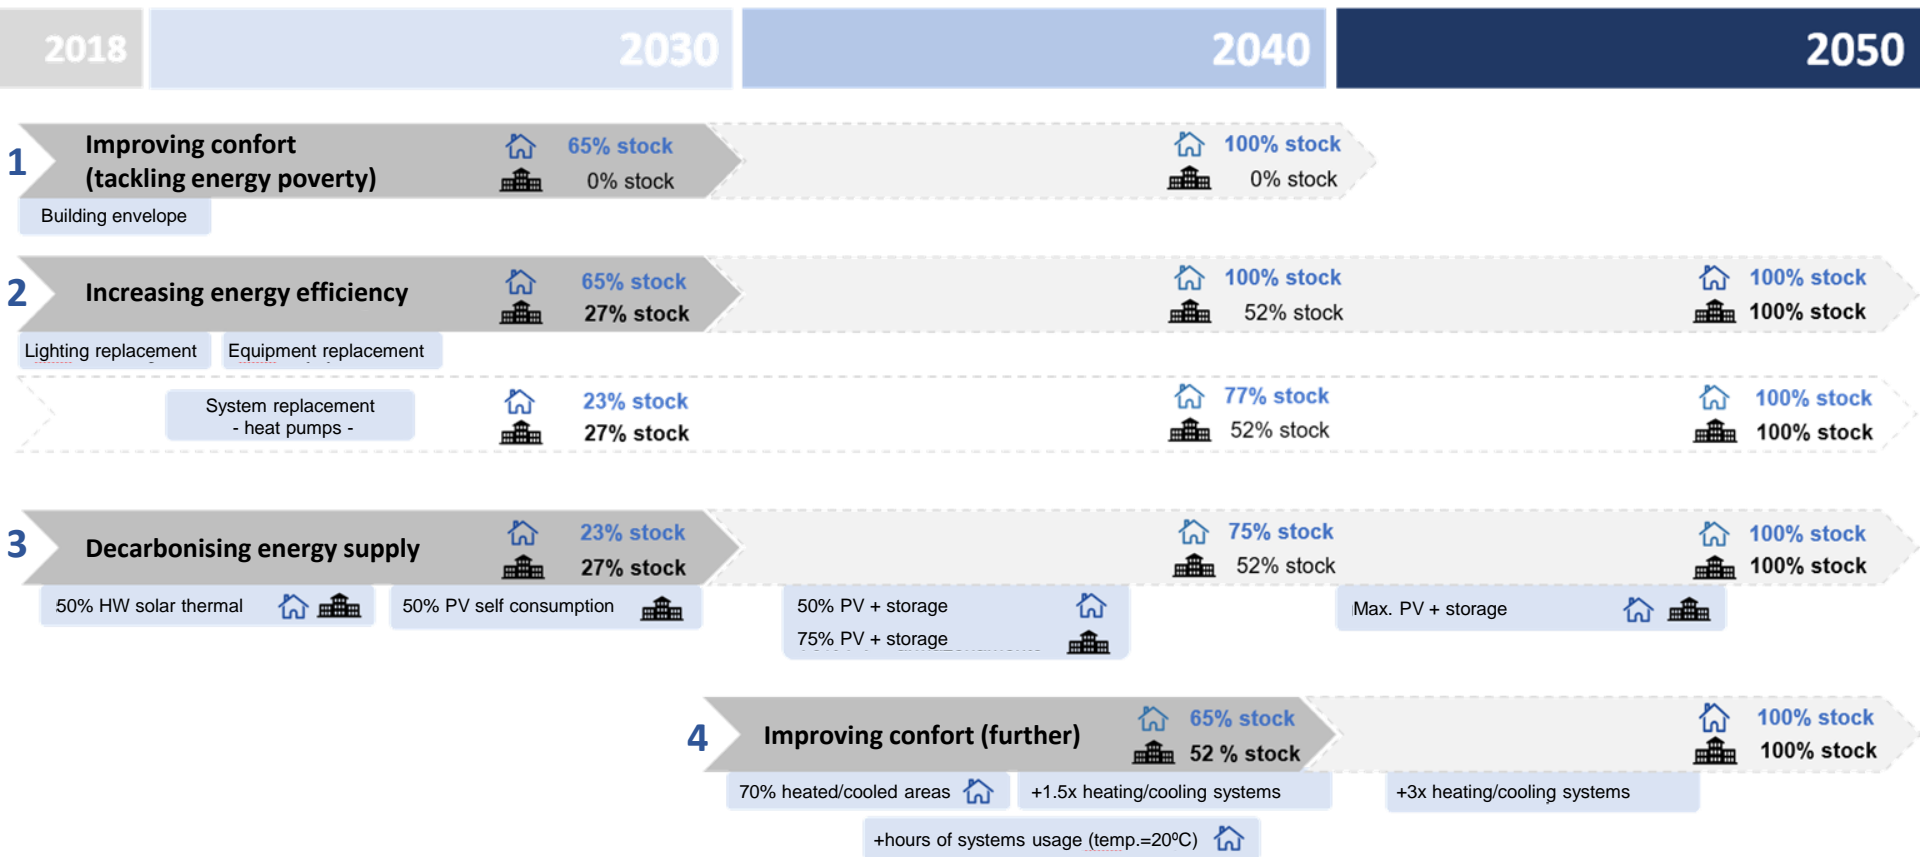 2018
2030
2040
2050
1
Improving confort
(tackling energy poverty)
65% stock
0% stock
100% stock
0% stock
Building envelope
2
Increasing energy efficiency
65% stock
27% stock
100% stock
52% stock
100% stock
100% stock
Lighting replacement
Equipment replacement
System replacement
- heat pumps -
23% stock
27% stock
77% stock
52% stock
100% stock
100% stock
3
Decarbonising energy supply
23% stock
27% stock
75% stock
52% stock
100% stock
100% stock
50% HW solar thermal
50% PV self consumption
50% PV + storage
75% PV + storage
Max. PV + storage
4
Improving confort (further)
65% stock
52 % stock
100% stock
100% stock
70% heated/cooled areas
+1.5x heating/cooling systems
+3x heating/cooling systems
+hours of systems usage (temp.=20ºC)